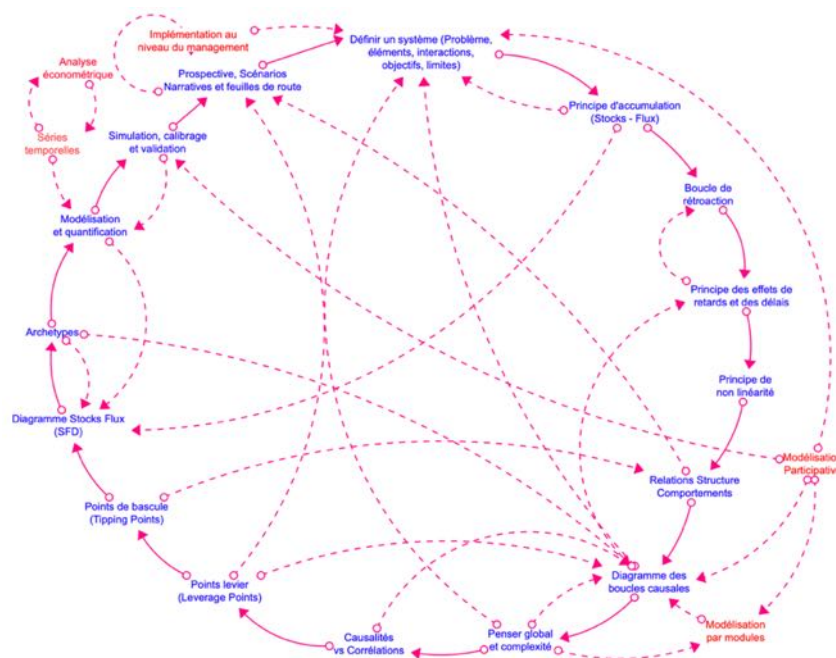 Implémentation au
niveau du management
Définir un système (Problème,
éléments, interactions,
objectifs, limites)
Analyse
économétrique
Prospective, Scénarios
Narratives et feuilles de route
Principe d'accumulation
(Stocks - Flux)
Séries
temporelles
Simulation, calibrage
et validation
Boucle de
rétroaction
Modélisation
et quantification
Principe des effets de
retards et des délais
Archetypes
Principe de
non linéarité
Diagramme Stocks Flux
(SFD)
Modélisation
Participative
Relations Structure
Comportements
Points de bascule
(Tipping Points)
Points levier
(Leverage Points)
Diagramme des
boucles causales
Causalités
vs Corrélations
Penser global
et complexité
Modélisation
par modules